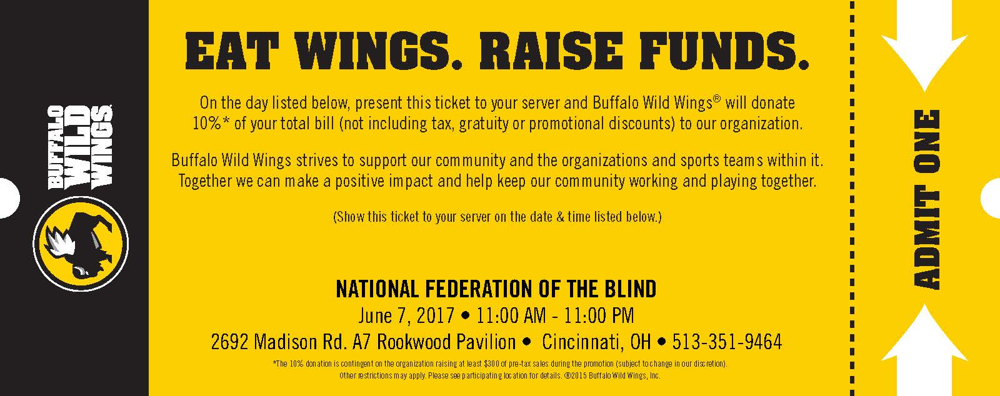 BUFFALO
WILD
WINGS
EAT WINGS. RAISE FUNDS.
On the day listed below, present this ticket to your server and Buffalo Wild Wings® will donate
10%* of your total bill (not including tax, gratuity or promotional discounts) to our organization.
Buffalo Wild Wings strives to support our community and the organizations and sports teams within it.
Together we can make a positive impact and help keep our community working and playing together.
(Show this ticket to your server on the date & time listed below.)
NATIONAL FEDERATION OF THE BLIND
June 7, 2017 • 11:00 AM - 11:00 PM
2692 Madison Rd. A7 Rookwood Pavilion • Cincinnati, OH • 513-351-9464
*The 10% donation is contingent on the organization raising at least $300 of pre-tax sales during the promotion (subject to change in our discretion).
Other restrictions may apply. Please see participating location for details. ®2015 Buffalo Wild Wings, Inc.
ADMIT ONE